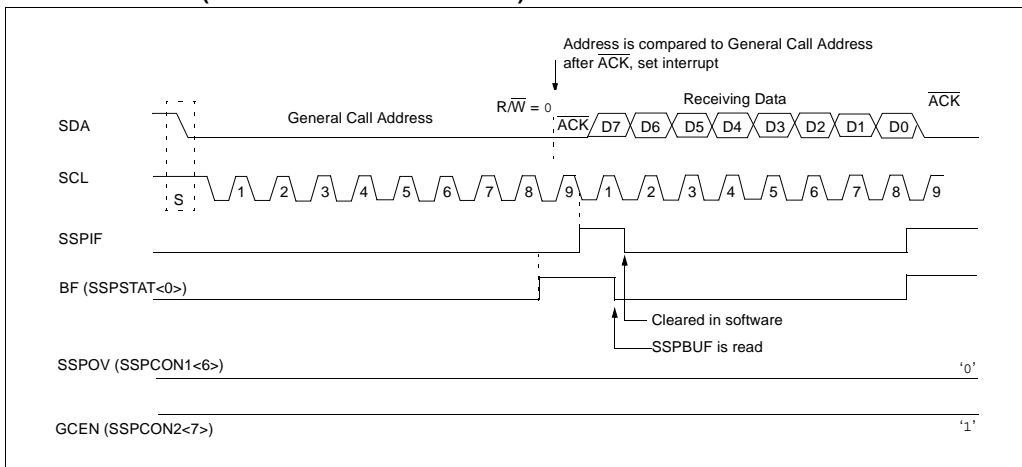 Address is compared to General Call Address
after ACK, set interrupt
R/W = 0
Receiving Data
ACK
SDA
General Call Address
ACK
D7 D6 D5 D4 D3 D2 D1 D0
SCL
S
1 2 3 4 5 6 7 8 9 1 2 3 4 5 6 7 8 9
SSPIF
BF (SSPSTAT<0>)
Cleared in software
SSPBUF is read
SSPOV (SSPCON1<6>)
‘0’
GCEN (SSPCON2<7>)
‘1’